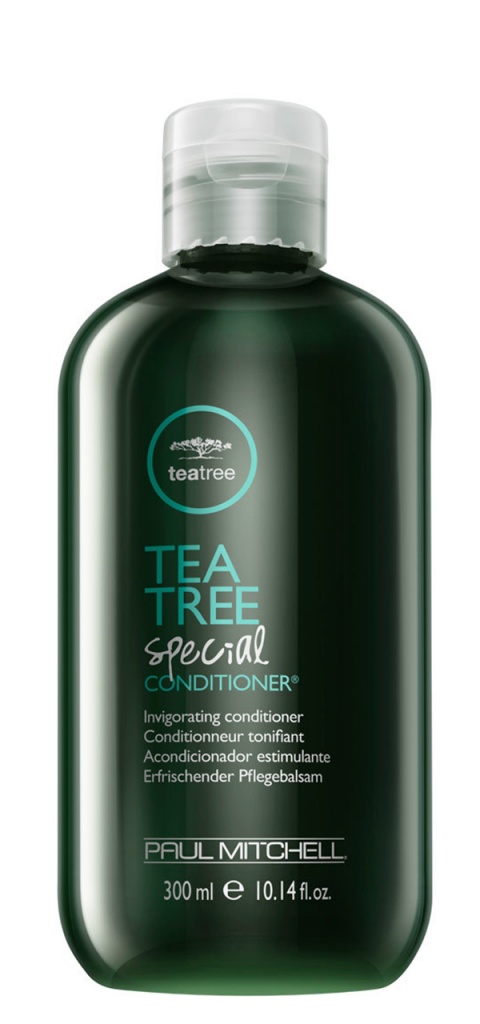 teatree
TEA
TREE
special
CONDITIONER®
Invigorating conditioner
Conditionneur tonifiant
Acondicionador estimulante
Erfrischender Pflegebalsam
PAUL MITCHELL®
300 ml ℮ 10.14 fl.oz.